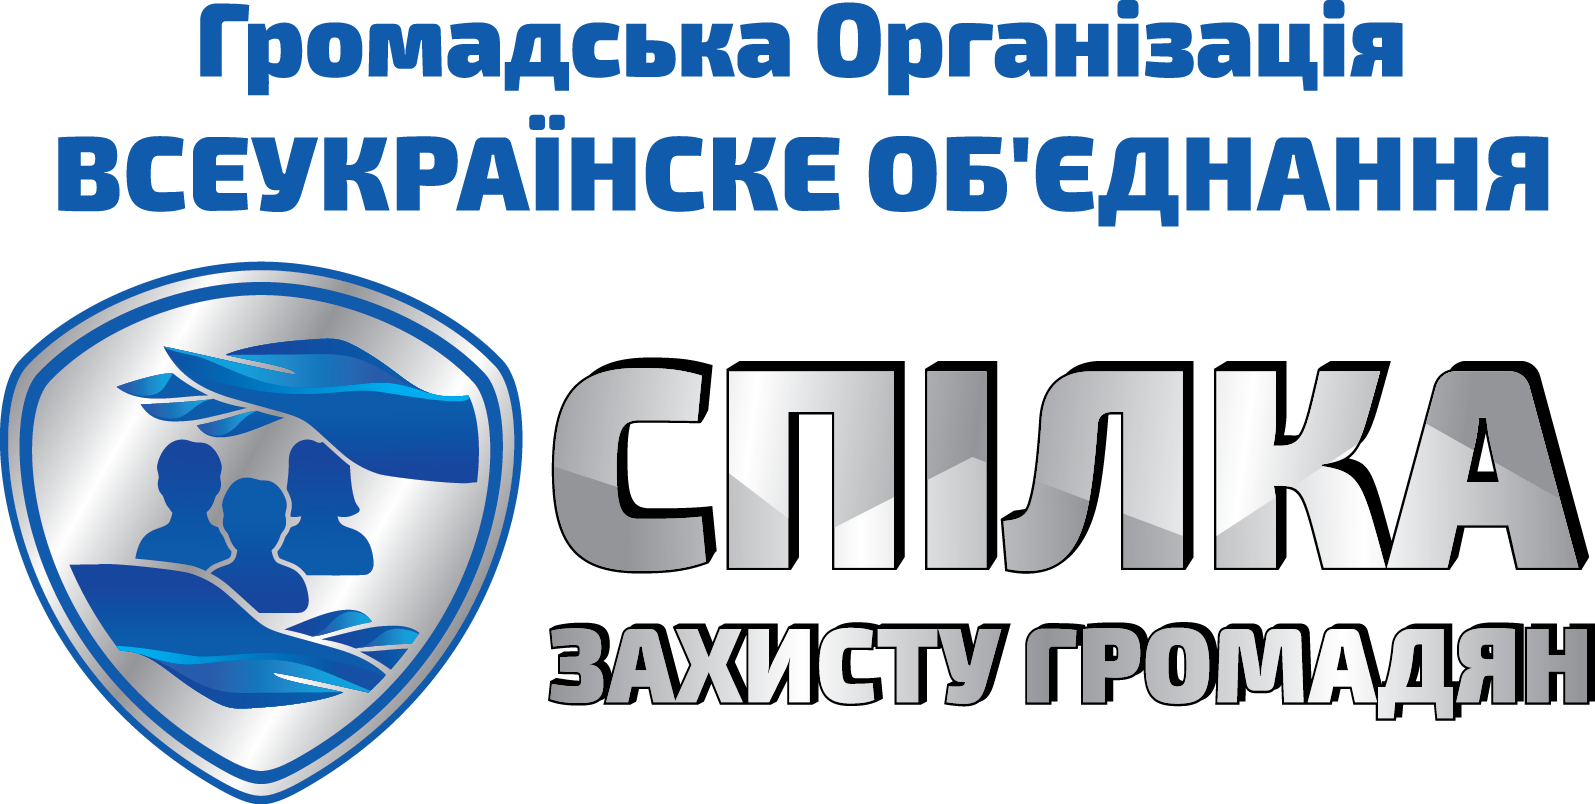 Громадська Організація
ВСЕУКРАЇНСКЕ ОБ'ЄДНАННЯ
СПІЛКА
ЗАХИСТУ ГРОМАДЯН